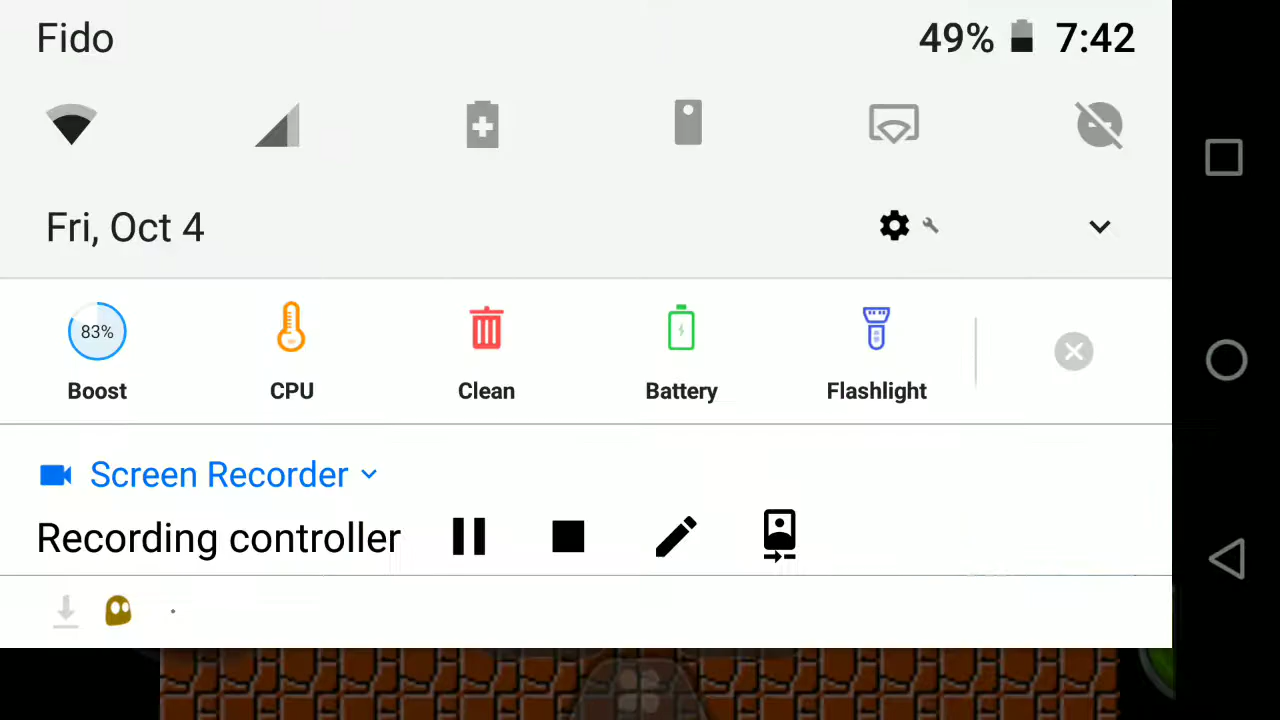 Fido 49% 7:42
Fri, Oct 4
83%
Boost CPU Clean Battery Flashlight
Screen Recorder
Recording controller